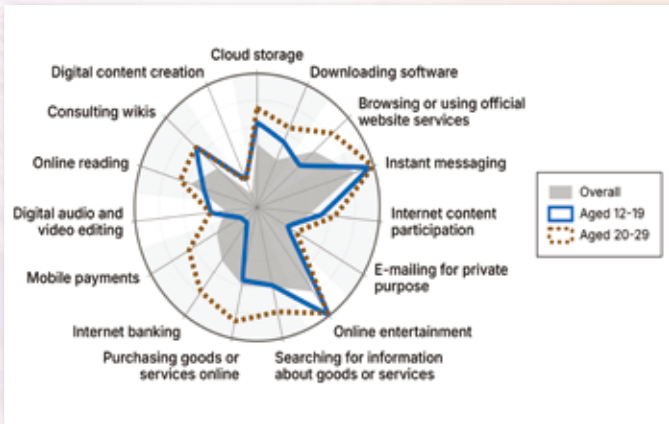 Cloud storage
Digital content creation
Downloading software
Consulting wikis
Browsing or using official
website services
Online reading
Instant messaging
Digital audio and
video editing
Internet content
participation
Mobile payments
E-mailing for private
purpose
Internet banking
Online entertainment
Purchasing goods or
services online
Searching for information
about goods or services
Overall
Aged 12-19
Aged 20-29